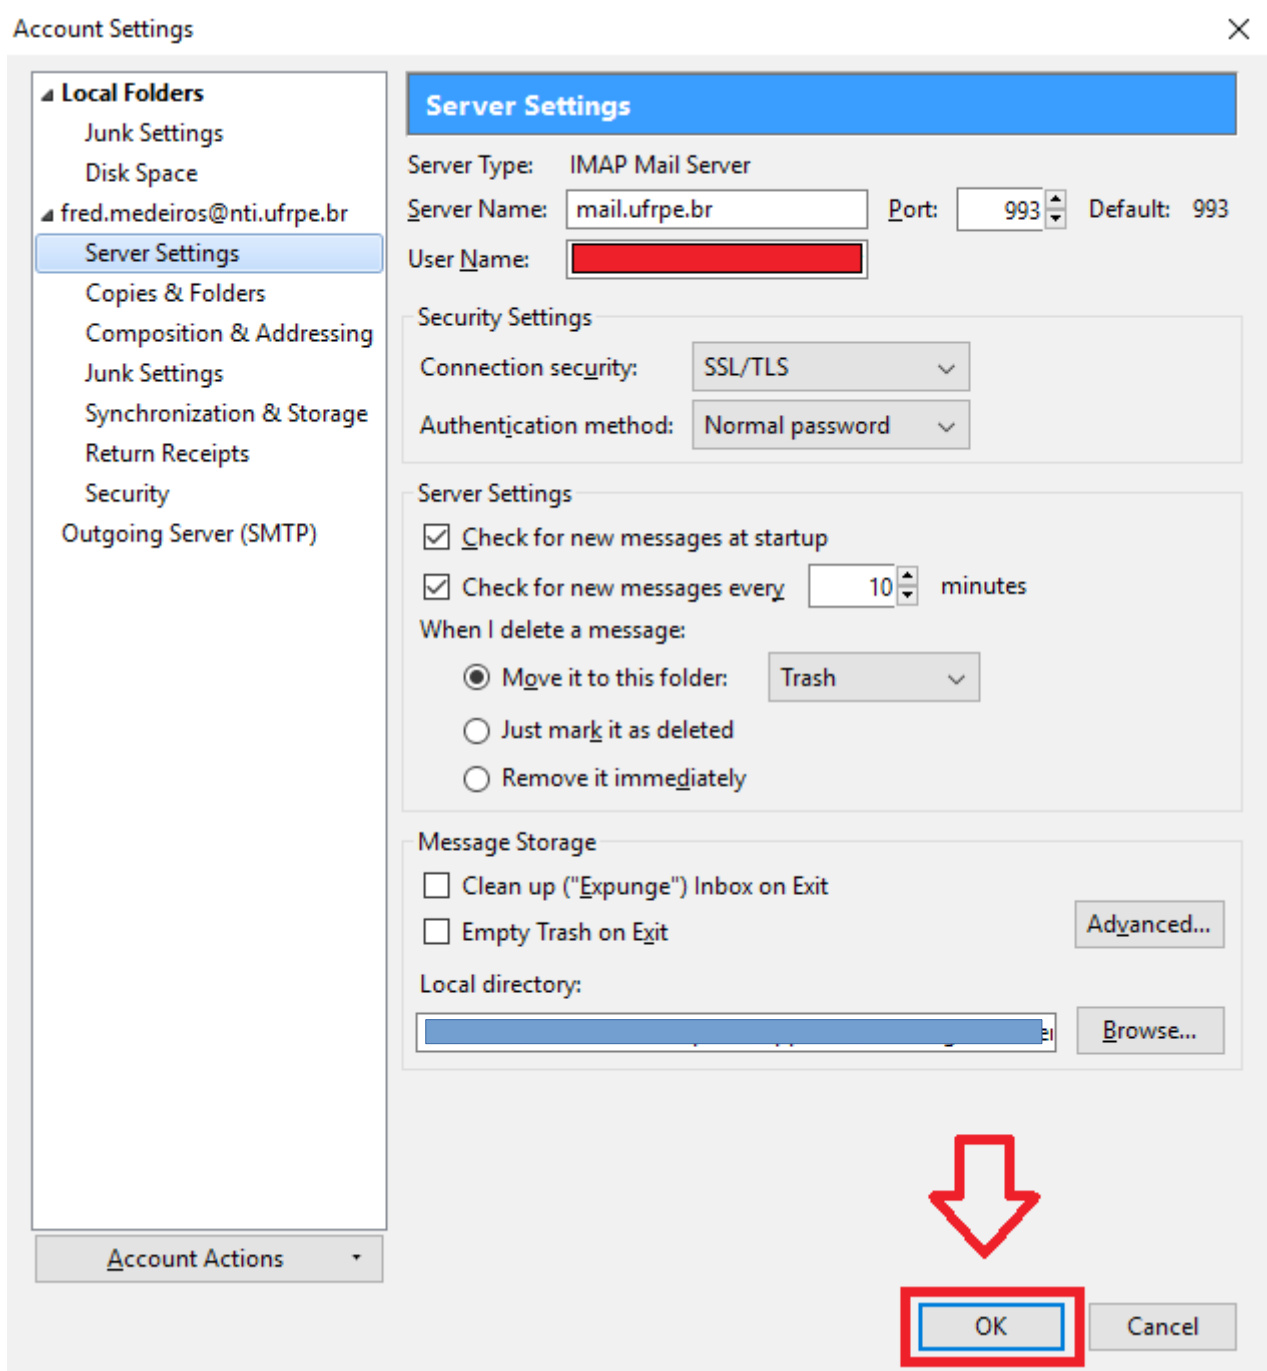 Account Settings
Local Folders
Junk Settings
Disk Space
fred.medeiros@nti.ufrpe.br
Server Settings
Copies & Folders
Composition & Addressing
Junk Settings
Synchronization & Storage
Return Receipts
Security
Outgoing Server (SMTP)
Account Actions
Server Settings
Server Type: IMAP Mail Server
Server Name: mail.ufrpe.br Port: 993 Default: 993
User Name:
Security Settings
Connection security: SSL/TLS
Authentication method: Normal password
Server Settings
Check for new messages at startup
Check for new messages every 10 minutes
When I delete a message:
Move it to this folder: Trash
Just mark it as deleted
Remove it immediately
Message Storage
Clean up ("Expunge") Inbox on Exit
Empty Trash on Exit
Advanced...
Local directory:
Browse...
OK Cancel